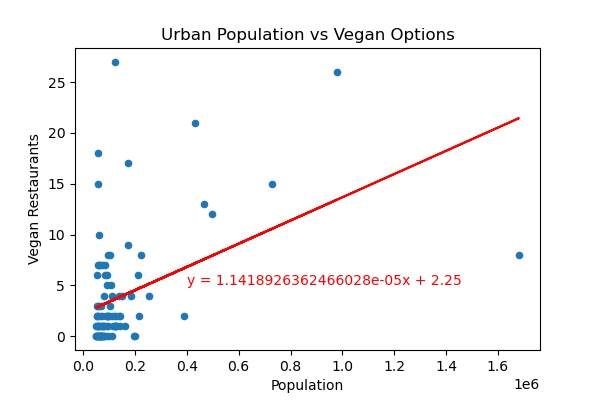 Urban Population vs Vegan Options
25
20
15
10
5
0
Vegan Restaurants
y = 1.1418926362466028e-05x + 2.25
0.0 0.2 0.4 0.6 0.8 1.0 1.2 1.4 1.6
1e6
Population